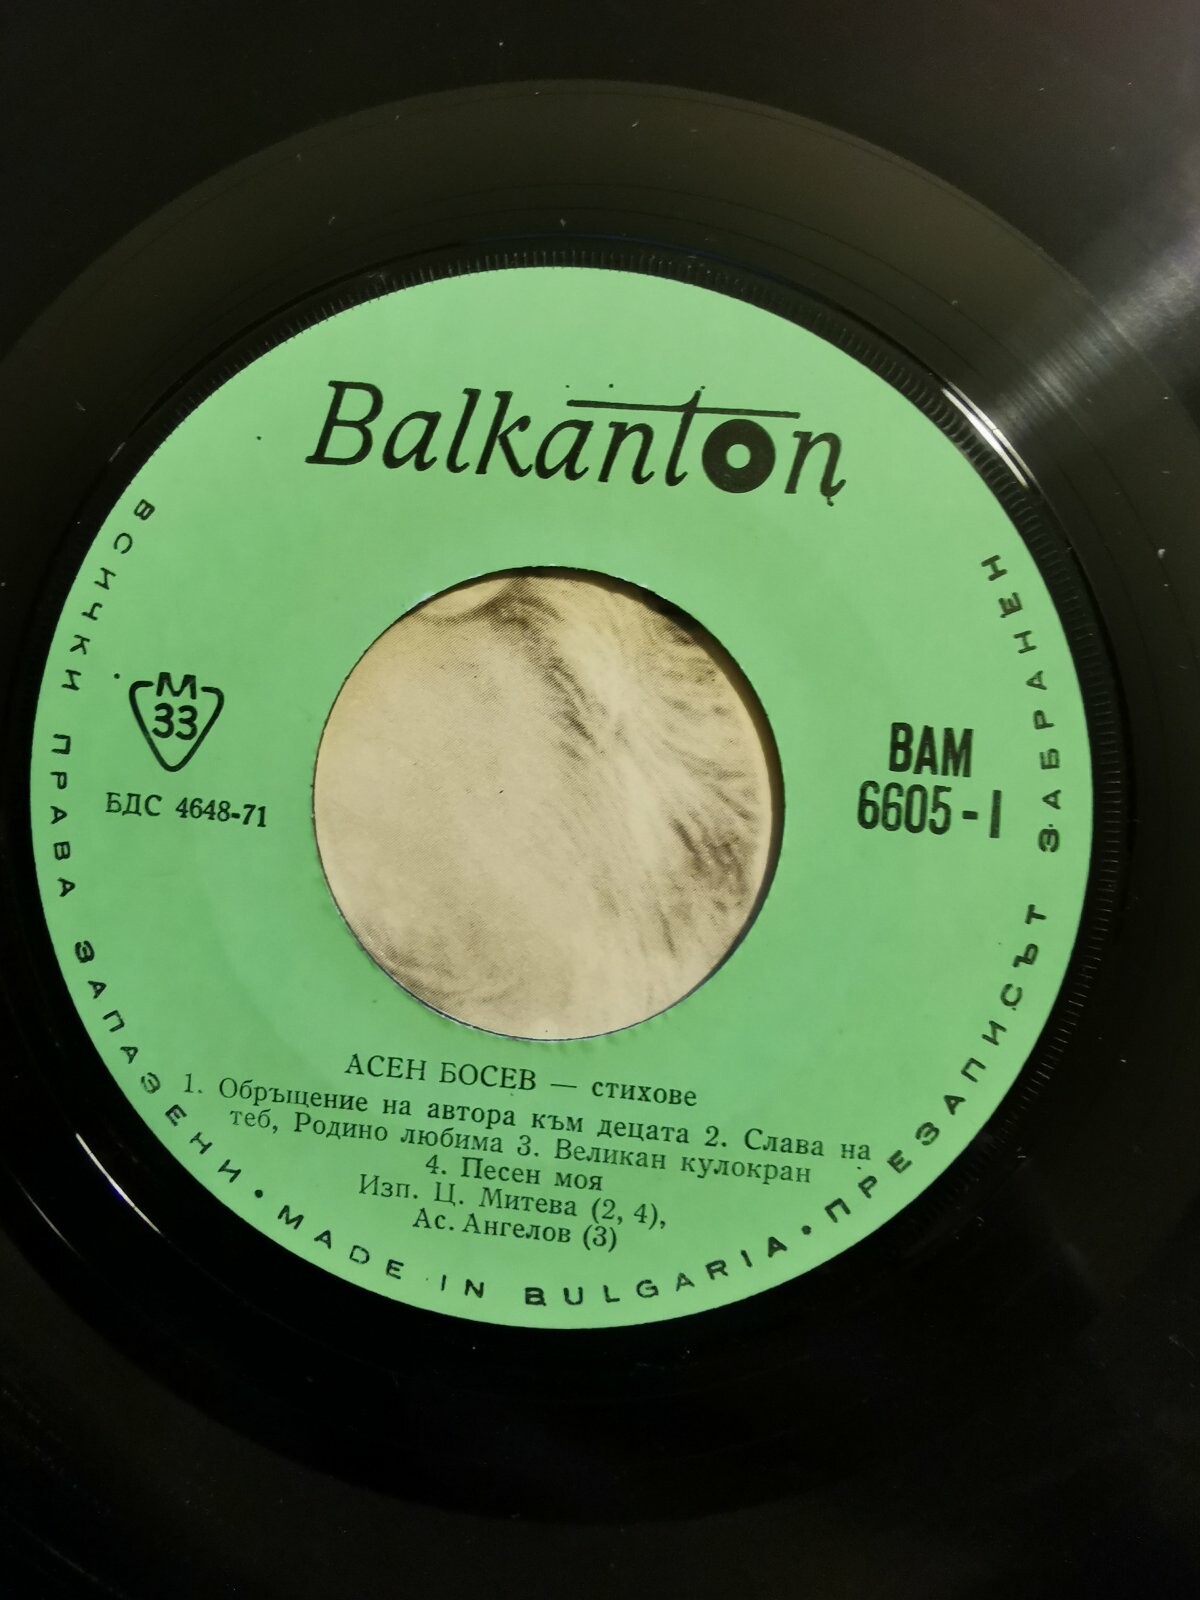 Balkanton
М
33
БДС 4648-71
ВАМ
6605-I
АСЕН БОСЕВ — стихове
1. Обръщение на автора към децата 2. Слава на
теб, Родино любима 3. Великан кулокран
4. Песен моя
Изп. Ц. Митева (2, 4),
Ас. Ангелов (3)
ВСИЧКИ ПРАВА ЗАПАЗЕНИ • MADE IN BULGARIA • ПРЕЗАПИСЪТ ЗАБРАНЕН